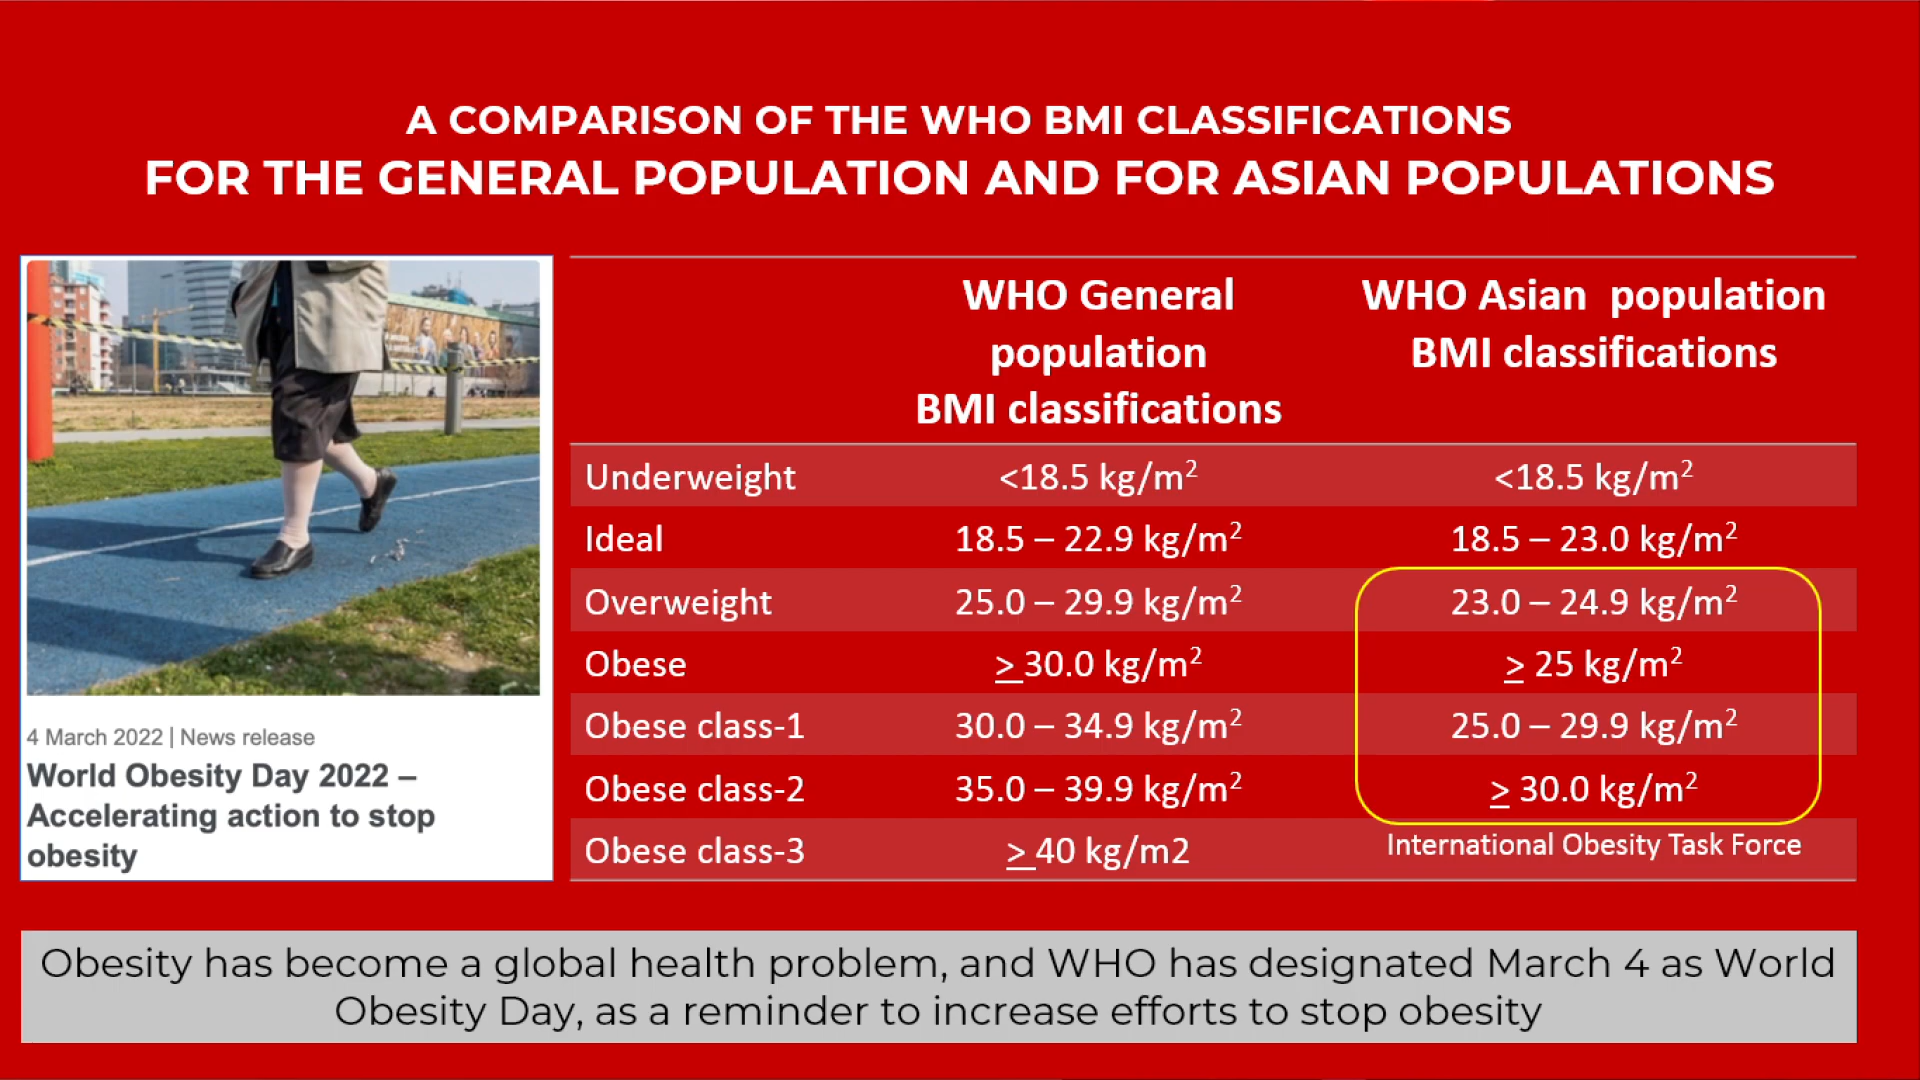 A COMPARISON OF THE WHO BMI CLASSIFICATIONS
FOR THE GENERAL POPULATION AND FOR ASIAN POPULATIONS
4 March 2022 | News release
World Obesity Day 2022 –
Accelerating action to stop
obesity
WHO General population BMI classifications WHO Asian population BMI classifications
Underweight <18.5 kg/m² <18.5 kg/m²
Ideal 18.5 – 22.9 kg/m² 18.5 – 23.0 kg/m²
Overweight 25.0 – 29.9 kg/m² 23.0 – 24.9 kg/m²
Obese ≥ 30.0 kg/m² ≥ 25 kg/m²
Obese class-1 30.0 – 34.9 kg/m² 25.0 – 29.9 kg/m²
Obese class-2 35.0 – 39.9 kg/m² ≥ 30.0 kg/m²
Obese class-3 ≥ 40 kg/m2 International Obesity Task Force
Obesity has become a global health problem, and WHO has designated March 4 as World
Obesity Day, as a reminder to increase efforts to stop obesity